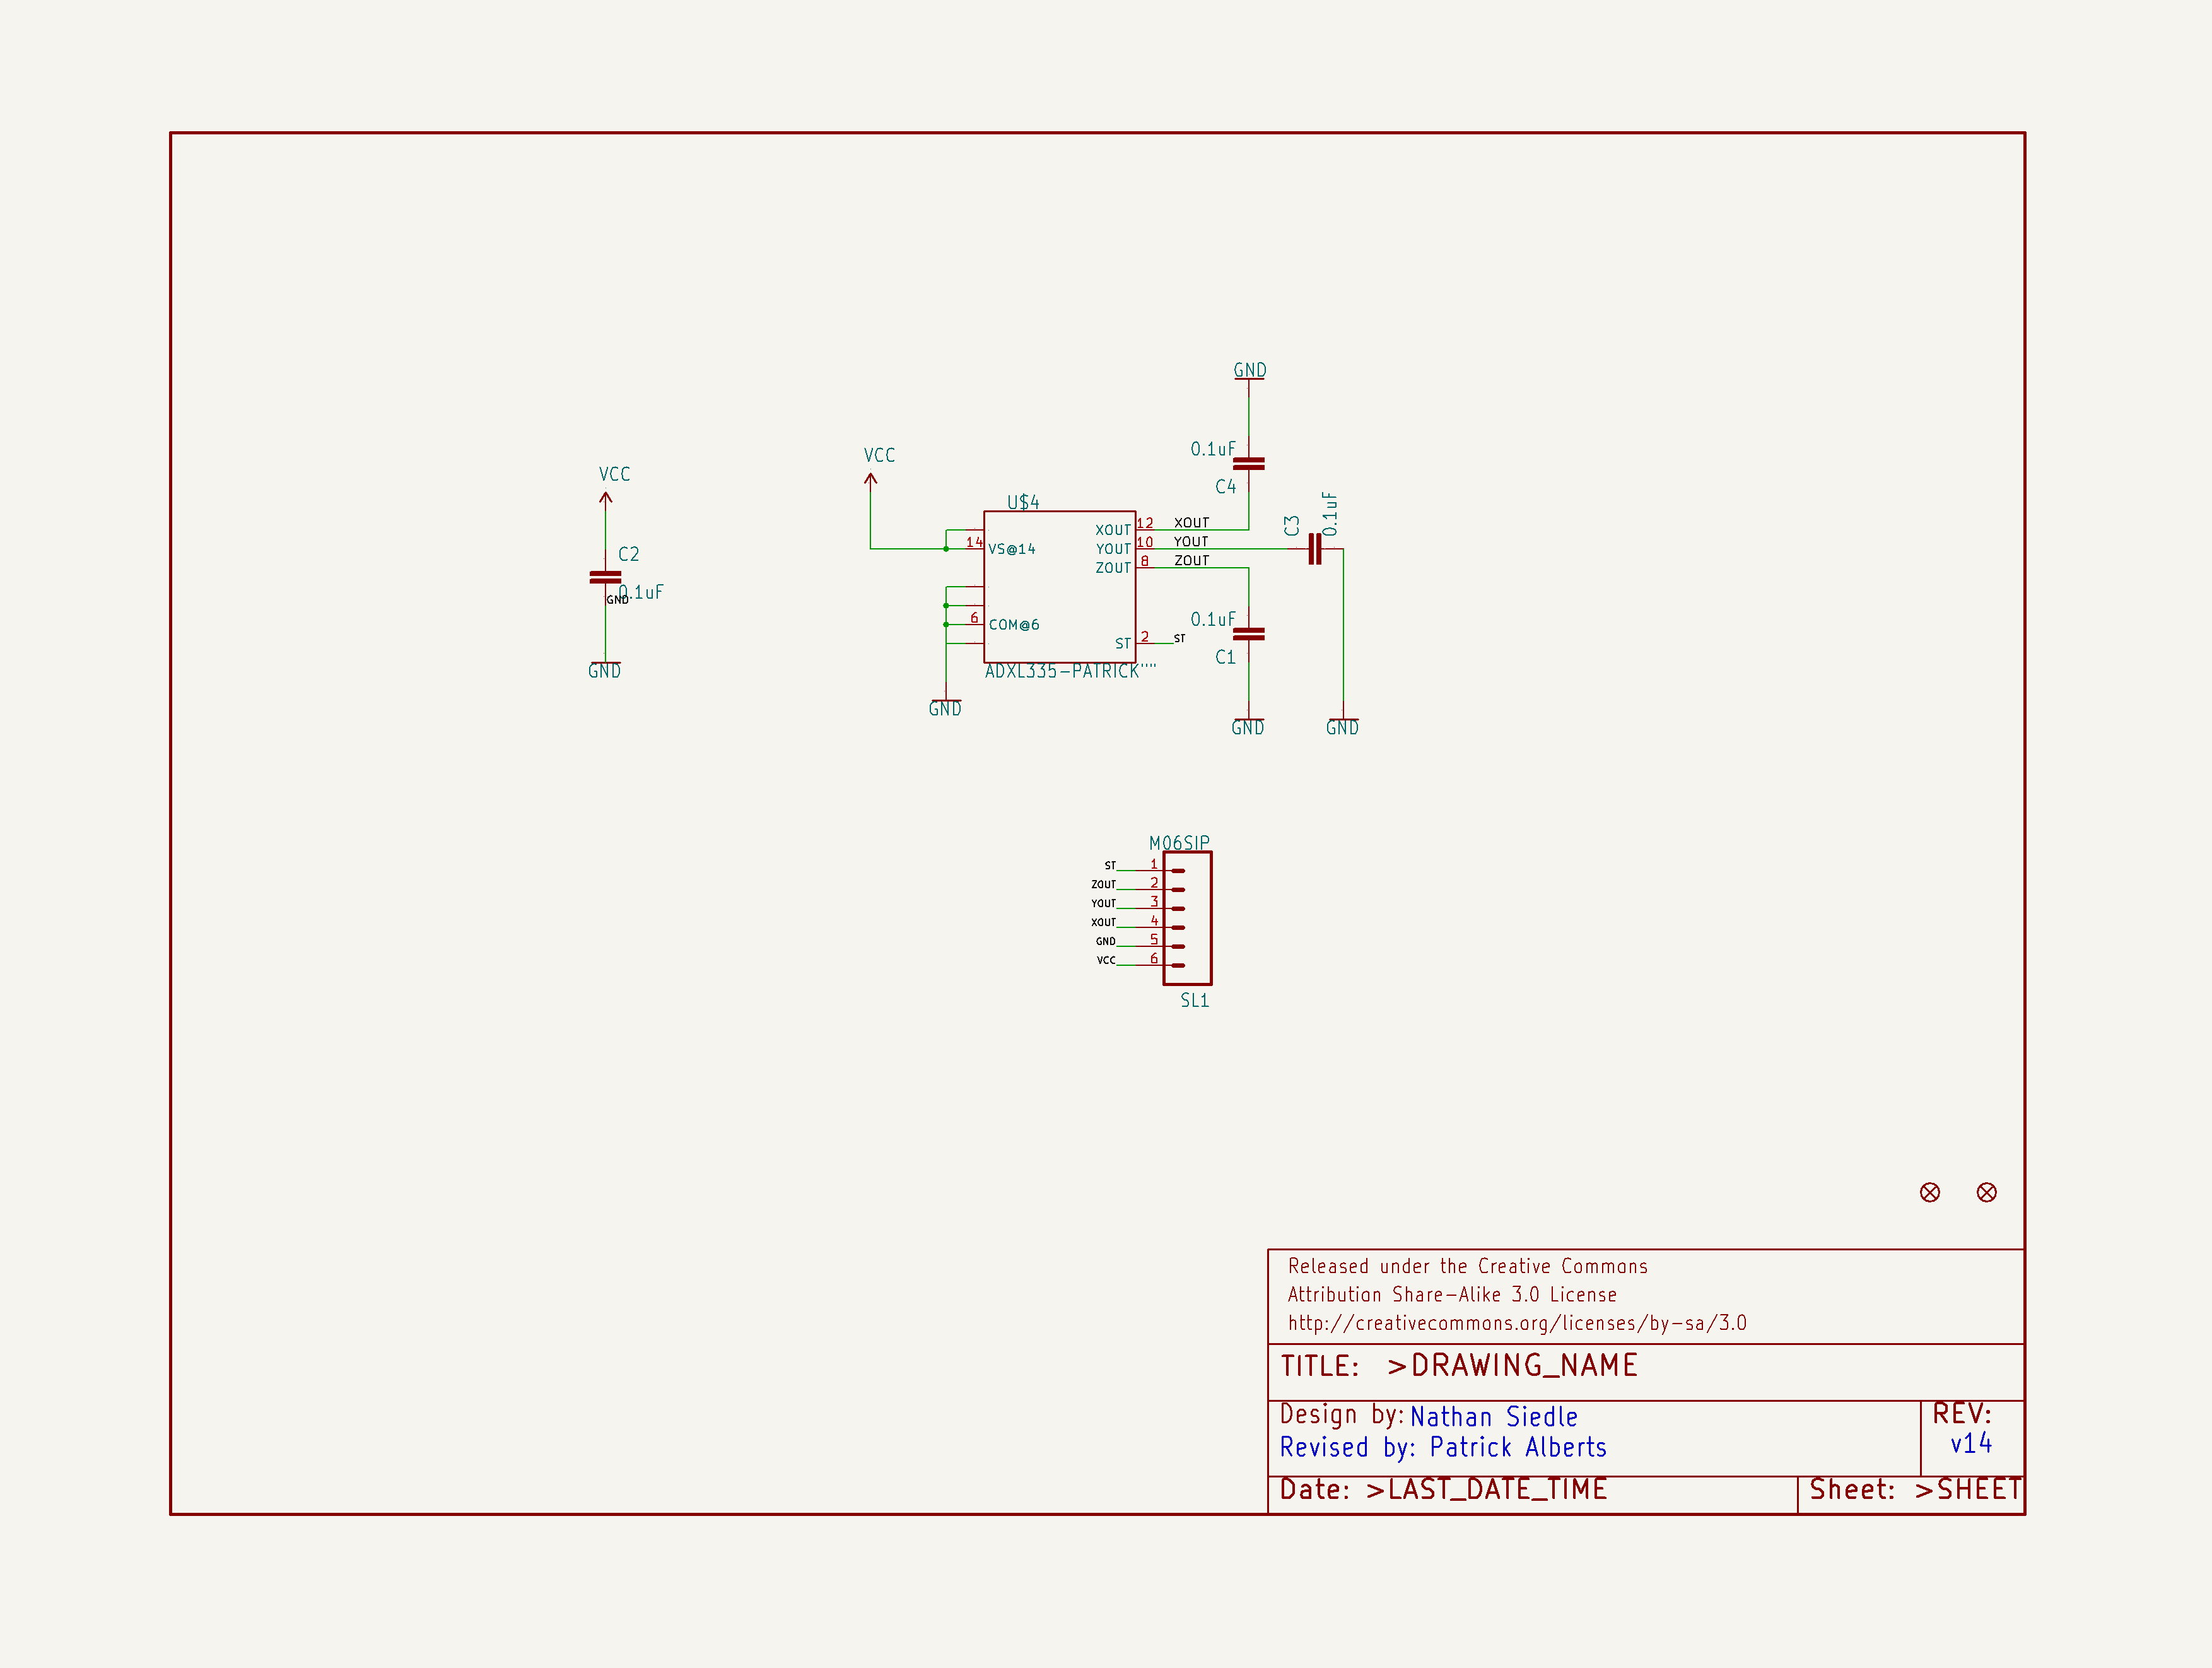 GND
0.1uF
C4
VCC
VCC
U$4
C3
0.1uF
XOUT 12 XOUT
14 VS@14 YOUT 10 YOUT
ZOUT 8 ZOUT
C2
0.1uF
GND
GND
6 COM@6
ST 2 ST
0.1uF
C1
ADXL335-PATRICK""
GND
GND
GND
M06SIP
ST 1
ZOUT 2
YOUT 3
XOUT 4
GND 5
VCC 6
SL1
Released under the Creative Commons
Attribution Share-Alike 3.0 License
http://creativecommons.org/licenses/by-sa/3.0
TITLE: >DRAWING_NAME
Design by: Nathan Siedle
Revised by: Patrick Alberts
REV:
v14
Date: >LAST_DATE_TIME
Sheet: >SHEET